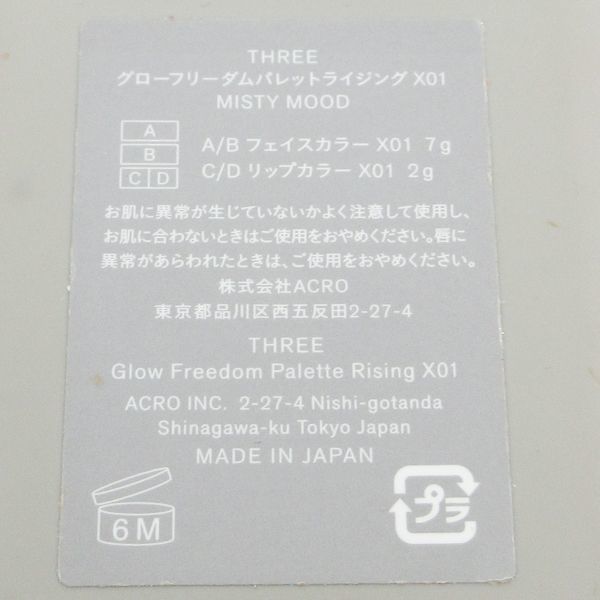 THREE
グローフリーダムパレットライジング X01
MISTY MOOD
A
B
C D
A/B フェイスカラー X01 7g
C/D リップカラー X01 2g
お肌に異常が生じていないかよく注意して使用し、
お肌に合わないときはご使用をおやめください。唇に
異常があらわれたときは、ご使用をおやめください。
株式会社ACRO
東京都品川区西五反田2-27-4
THREE
Glow Freedom Palette Rising X01
ACRO INC. 2-27-4 Nishi-gotanda
Shinagawa-ku Tokyo Japan
MADE IN JAPAN
6M
プラ